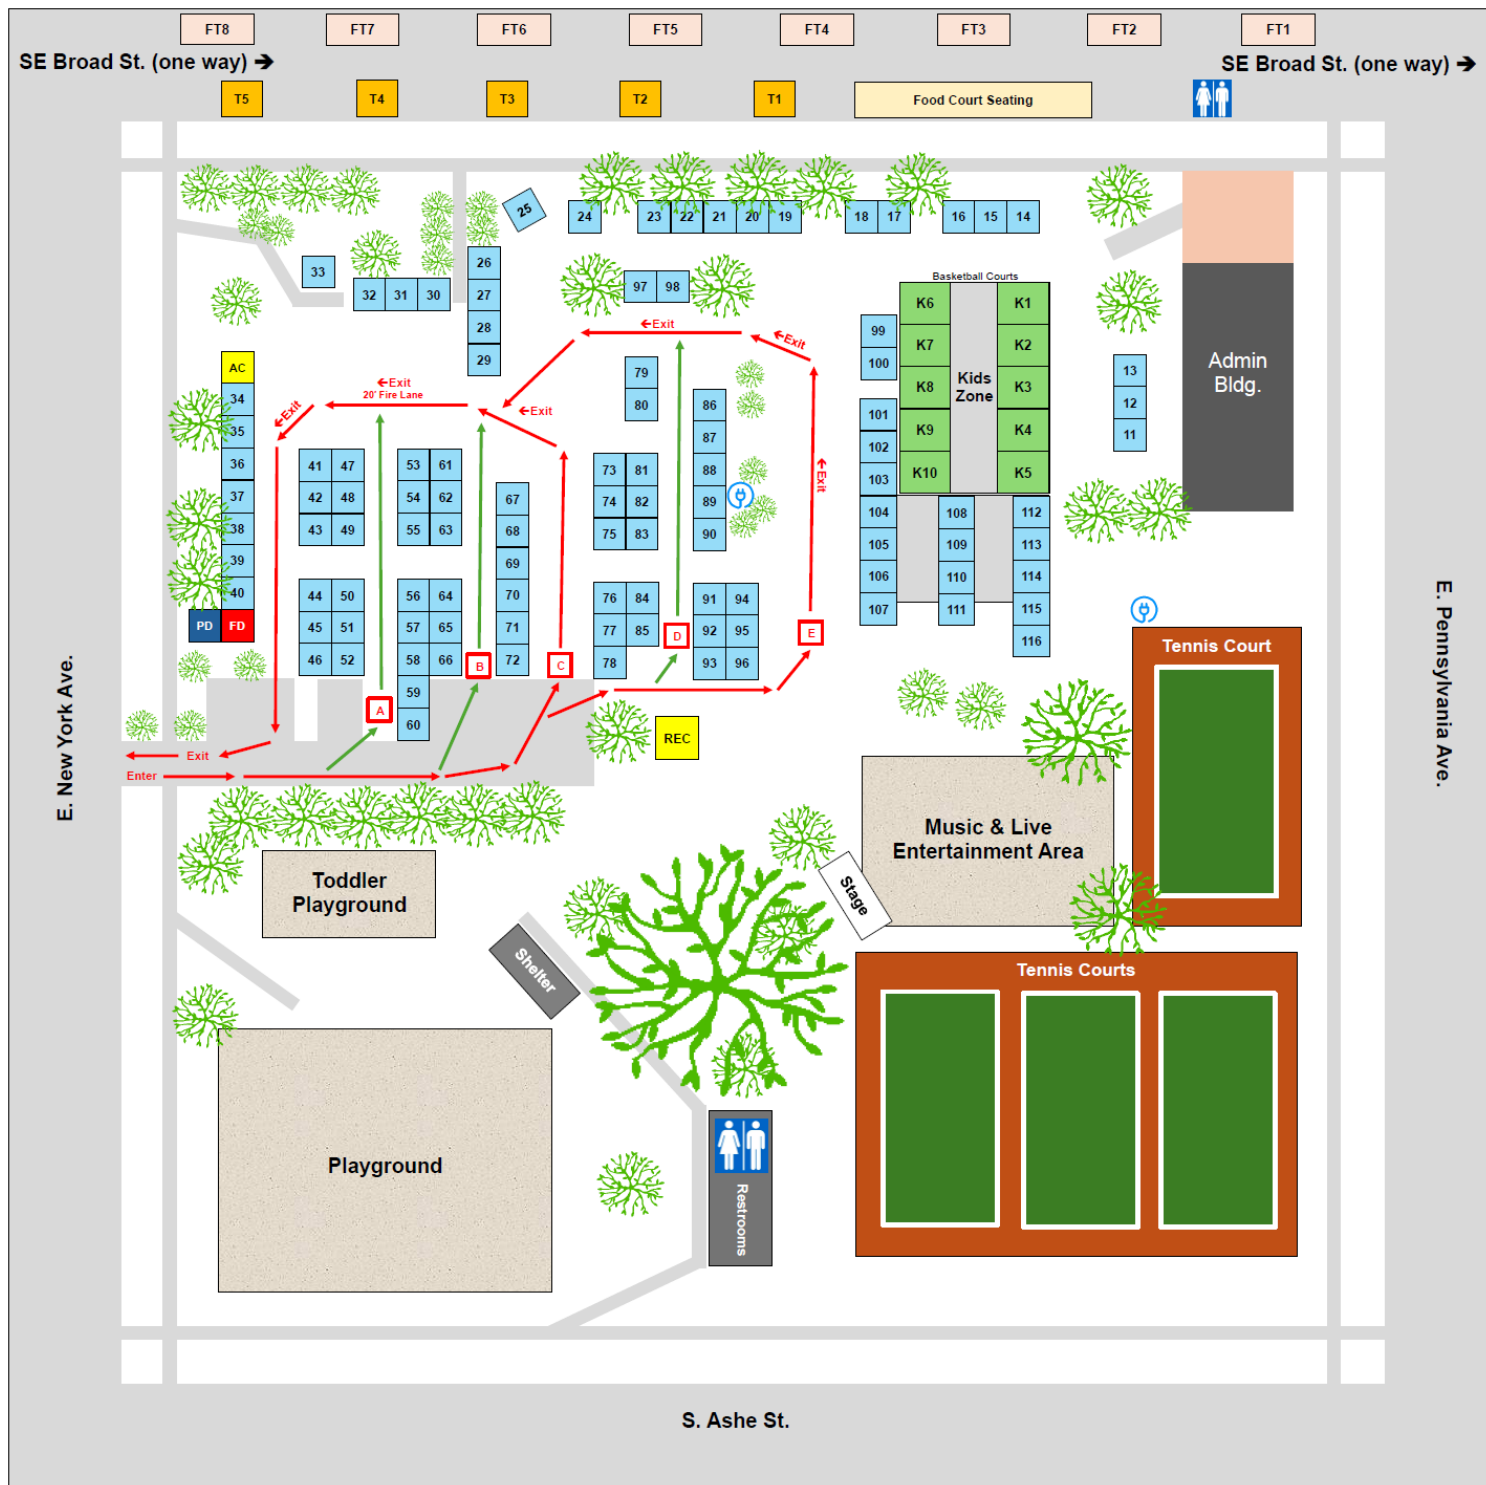 FT8 FT7 FT6 FT5 FT4 FT3 FT2 FT1
SE Broad St. (one way) ➔ SE Broad St. (one way) ➔
T5 T4 T3 T2 T1 Food Court Seating
25
24 23 22 21 20 19 18 17 16 15 14
33
26
27
28
29
32 31 30
97 98
Basketball Courts
K6 K1
K7 K2
K8 K3
K9 K4
K10 K5
Kids
Zone
99
100
101
102
103
104
105
106
107
108
109
110
111
112
113
114
115
116
13
12
11
Admin
Bldg.
←Exit
←Exit
←Exit
←Exit
20' Fire Lane
←Exit
←Exit
AC
34
35
36
37
38
39
40
PD FD
41 47
42 48
43 49
44 50
45 51
46 52
53 61
54 62
55 63
56 64
57 65
58 66
59
60
67
68
69
70
71
72
79
80
73 81
74 82
75 83
76 84
77 85
78
86
87
88
89
90
91 94
92 95
93 96
A
B
C
D
E
REC
Exit
Enter
E. New York Ave.
E. Pennsylvania Ave.
Tennis Court
Music & Live
Entertainment Area
Stage
Toddler
Playground
Shelter
Tennis Courts
Playground
Restrooms
S. Ashe St.